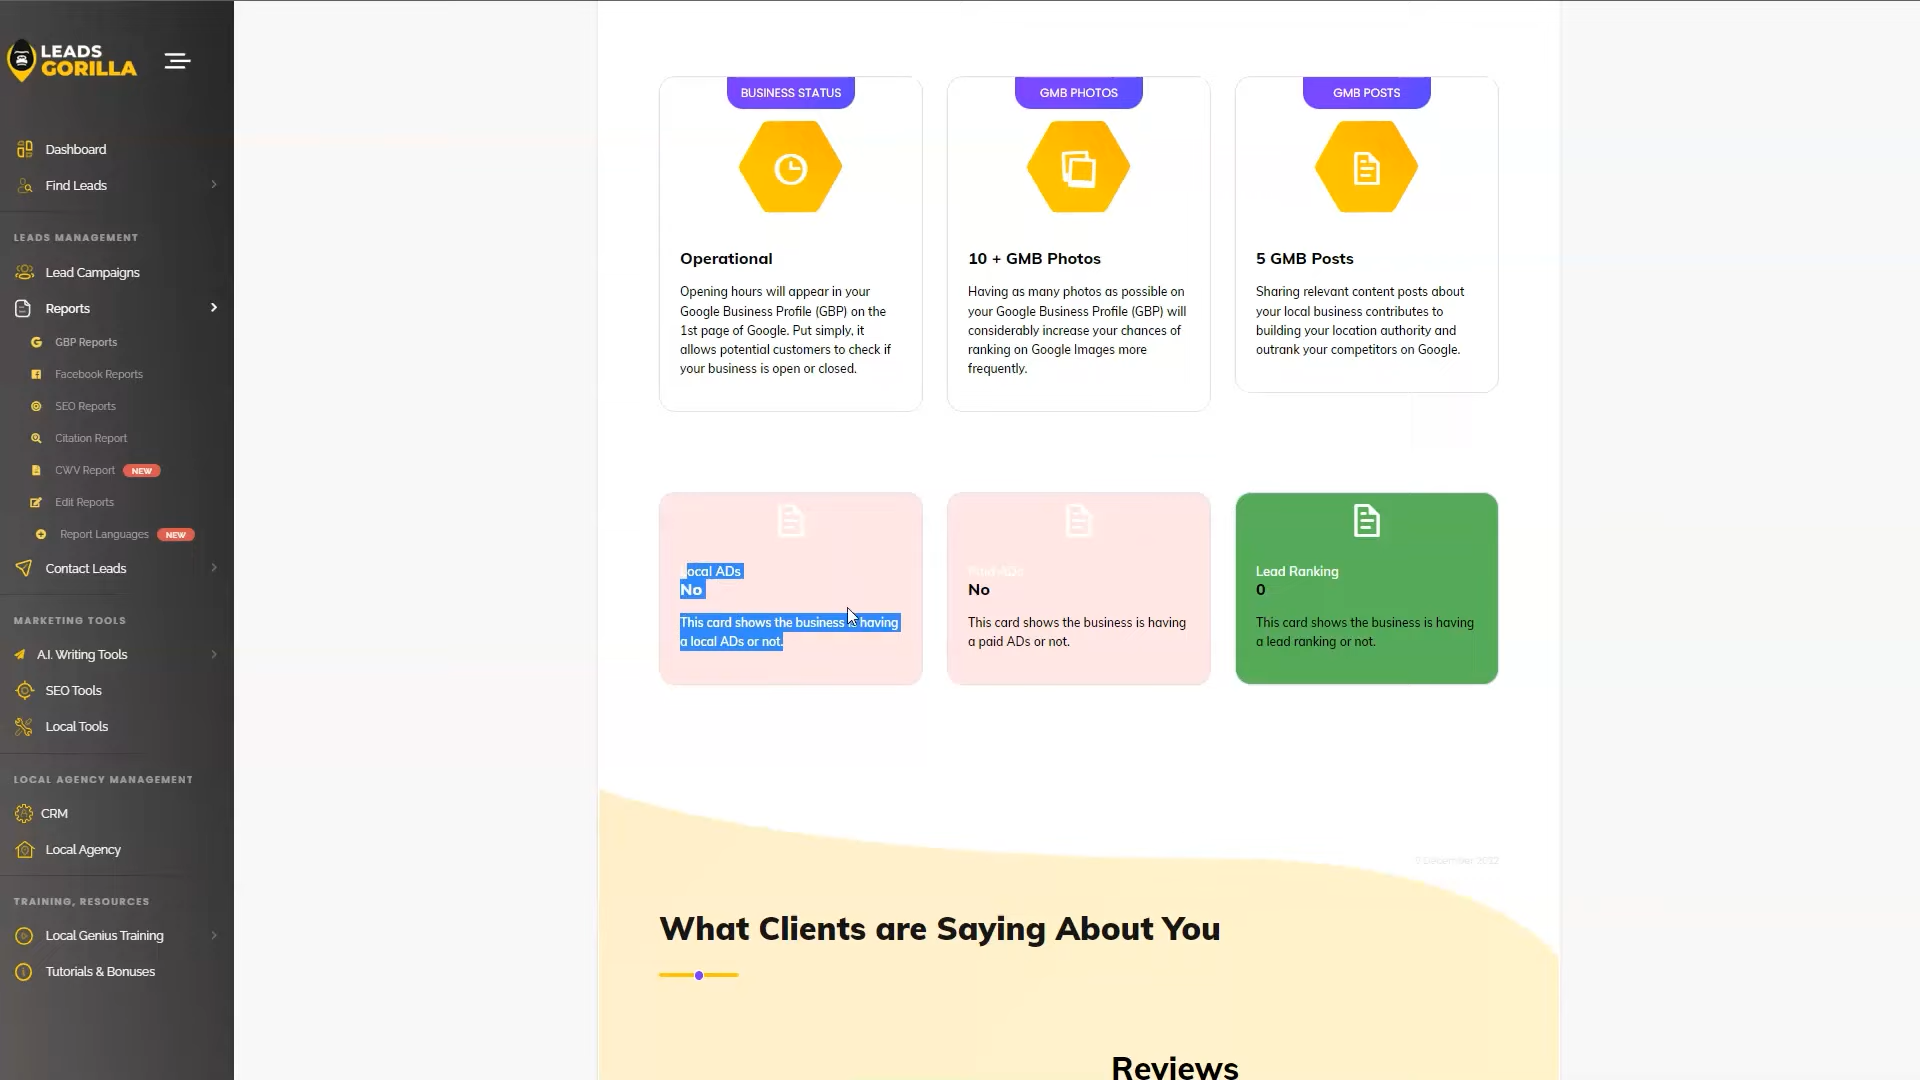 LEADS
GORILLA
Dashboard
Find Leads
LEADS MANAGEMENT
Lead Campaigns
Reports
GBP Reports
Facebook Reports
SEO Reports
Citation Report
CWV Report NEW
Edit Reports
Report Languages NEW
Contact Leads
MARKETING TOOLS
A.I. Writing Tools
SEO Tools
Local Tools
LOCAL AGENCY MANAGEMENT
CRM
Local Agency
TRAINING, RESOURCES
Local Genius Training
Tutorials & Bonuses
BUSINESS STATUS
Operational
Opening hours will appear in your
Google Business Profile (GBP) on the
1st page of Google. Put simply, it
allows potential customers to check if
your business is open or closed.
GMB PHOTOS
10 + GMB Photos
Having as many photos as possible on
your Google Business Profile (GBP) will
considerably increase your chances of
ranking on Google Images more
frequently.
GMB POSTS
5 GMB Posts
Sharing relevant content posts about
your local business contributes to
building your location authority and
outrank your competitors on Google.
Local ADs
No
This card shows the business is having
a local ADs or not.
Paid ADs
No
This card shows the business is having
a paid ADs or not.
Lead Ranking
0
This card shows the business is having
a lead ranking or not.
December 2022
What Clients are Saying About You
Reviews